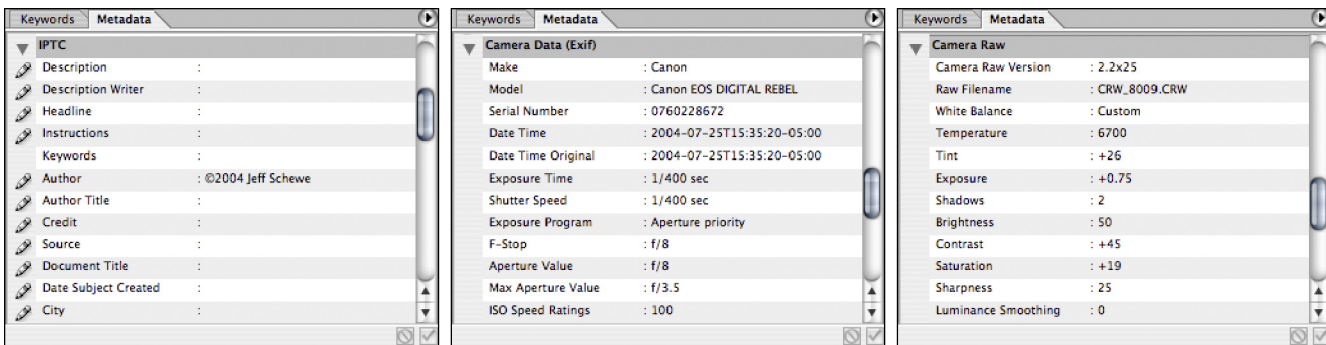 Keywords Metadata
IPTC
Description :
Description Writer :
Headline :
Instructions :
Keywords :
Author : ©2004 Jeff Schewe
Author Title :
Credit :
Source :
Document Title :
Date Subject Created :
City :
Keywords Metadata
Camera Data (Exif)
Make : Canon
Model : Canon EOS DIGITAL REBEL
Serial Number : 0760228672
Date Time : 2004-07-25T15:35:20-05:00
Date Time Original : 2004-07-25T15:35:20-05:00
Exposure Time : 1/400 sec
Shutter Speed : 1/400 sec
Exposure Program : Aperture priority
F-Stop : f/8
Aperture Value : f/8
Max Aperture Value : f/3.5
ISO Speed Ratings : 100
Keywords Metadata
Camera Raw
Camera Raw Version : 2.2x25
Raw Filename : CRW_8009.CRW
White Balance : Custom
Temperature : 6700
Tint : +26
Exposure : +0.75
Shadows : 2
Brightness : 50
Contrast : +45
Saturation : +19
Sharpness : 25
Luminance Smoothing : 0